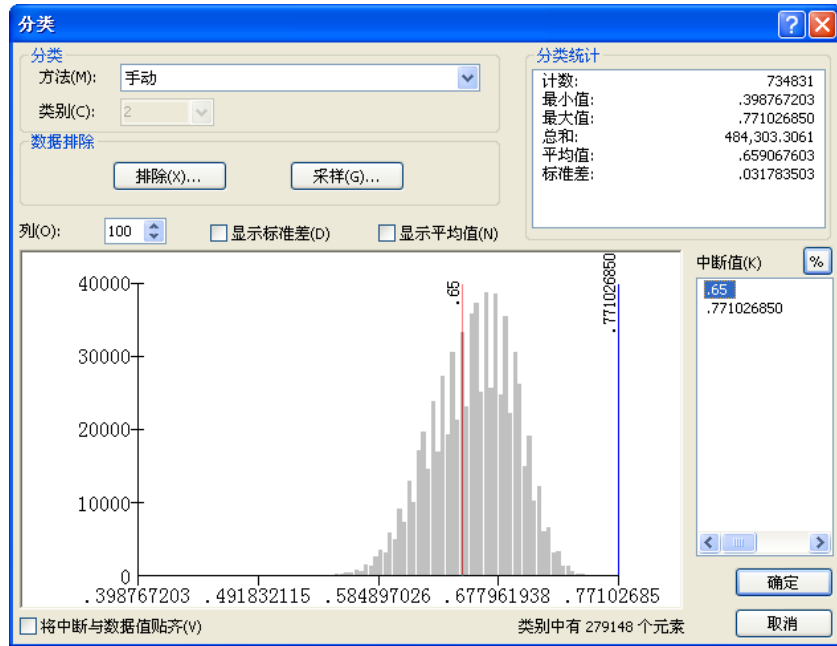 分类
分类
方法(M): 手动
类别(C): 2
数据排除
排除(X)... 采样(G)...
分类统计
计数: 734831
最小值: .398767203
最大值: .771026850
总和: 484,303.3061
平均值: .659067603
标准差: .031783503
列(O): 100 显示标准差(D) 显示平均值(N)
中断值(K) %
.65
.771026850
.65
.771026850
40000
30000
20000
10000
0
.398767203 .491832115 .584897026 .677961938 .77102685
确定
将中断与数据值贴齐(V) 类别中有 279148 个元素 取消